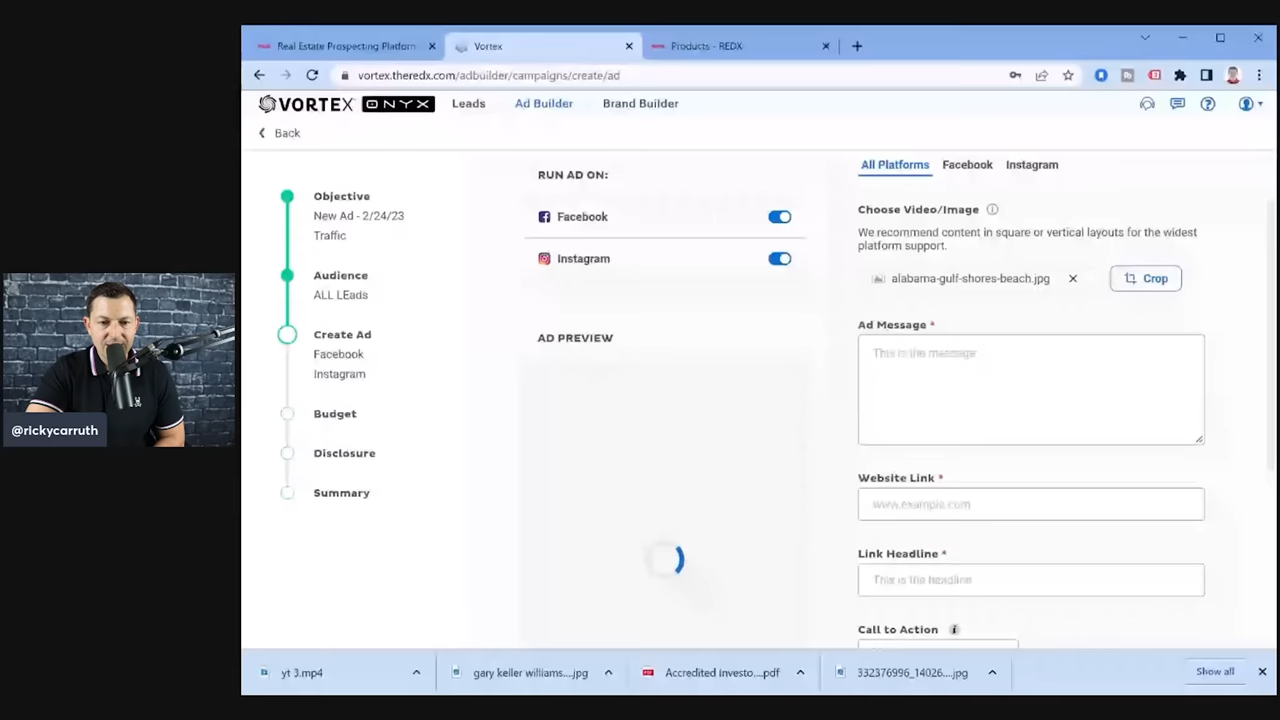 Real Estate Prospecting Platform
Vortex
Products - REDX
vortex.theredx.com/adbuilder/campaigns/create/ad
VORTEX ONYX
Leads
Ad Builder
Brand Builder
Back
Objective
New Ad - 2/24/23
Traffic
Audience
ALL LEads
Create Ad
Facebook
Instagram
Budget
Disclosure
Summary
RUN AD ON:
Facebook
Instagram
AD PREVIEW
All Platforms Facebook Instagram
Choose Video/Image
We recommend content in square or vertical layouts for the widest
platform support.
alabama-gulf-shores-beach.jpg
Crop
Ad Message *
This is the message
Website Link *
www.example.com
Link Headline *
This is the headline
Call to Action
@rickycarruth
yt 3.mp4
gary keller williams....jpg
Accredited Investo....pdf
332376996_14026....jpg
Show all